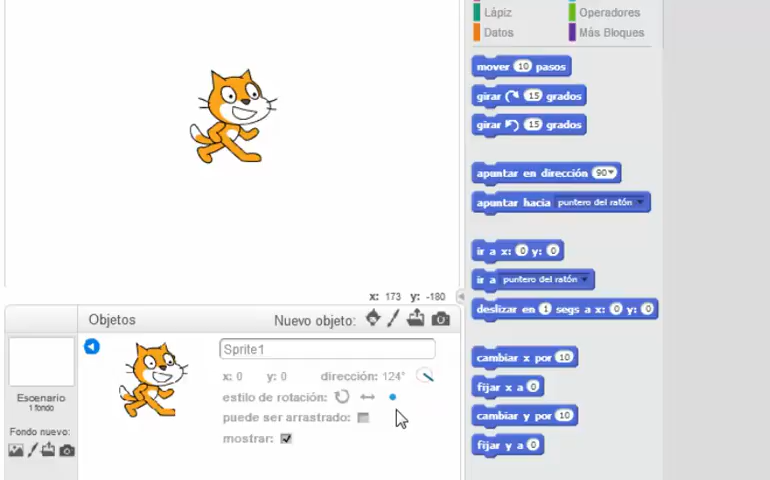 Lápiz
Operadores
Datos
Más Bloques
mover 10 pasos
girar 15 grados
girar 15 grados
apuntar en dirección 90
apuntar hacia puntero del ratón
ir a x: 0 y: 0
ir a puntero del ratón
deslizar en 1 segs a x: 0 y: 0
cambiar x por 10
fijar x a 0
cambiar y por 10
fijar y a 0
x: 173 y: -180
Objetos
Nuevo objeto:
Sprite1
x: 0 y: 0 dirección: 124°
estilo de rotación:
puede ser arrastrado:
mostrar:
Escenario
1 fondo
Fondo nuevo: